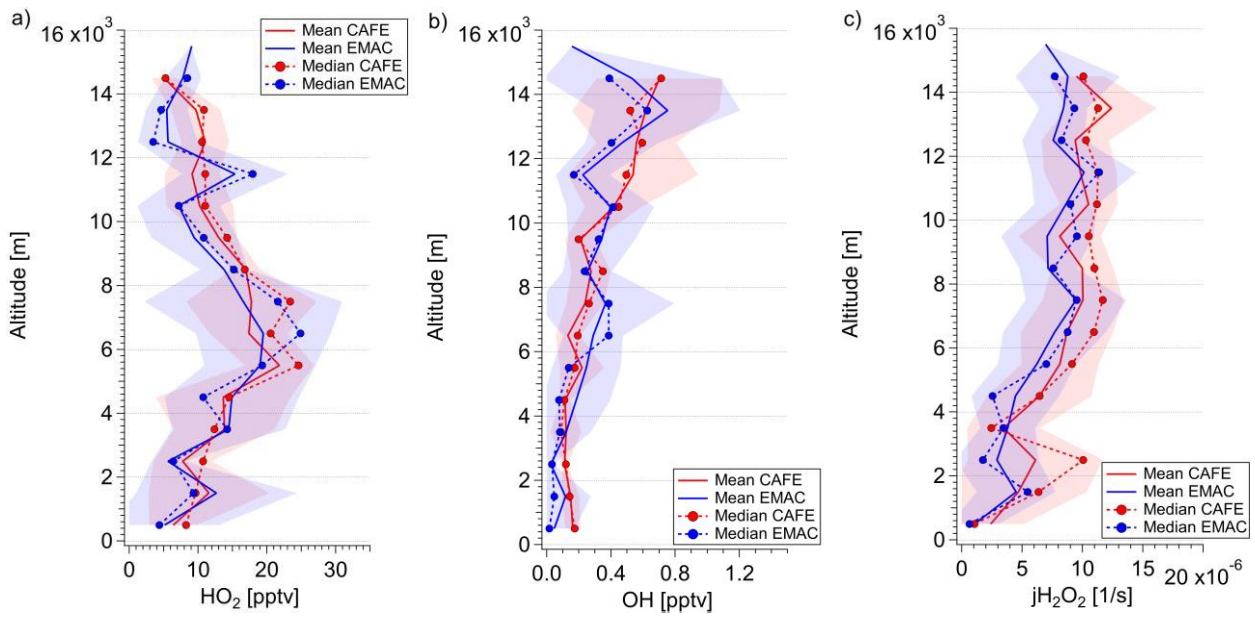 a)
16 x10³
14
12
10
8
6
4
2
0
Altitude [m]
0
10
20
30
HO₂ [pptv]
Mean CAFE
Mean EMAC
Median CAFE
Median EMAC
b)
16 x10³
14
12
10
8
6
4
2
0
Altitude [m]
0.0
0.4
0.8
1.2
OH [pptv]
Mean CAFE
Mean EMAC
Median CAFE
Median EMAC
c)
16 x10³
14
12
10
8
6
4
2
0
Altitude [m]
0
5
10
15
20 x10⁻⁶
jH₂O₂ [1/s]
Mean CAFE
Mean EMAC
Median CAFE
Median EMAC